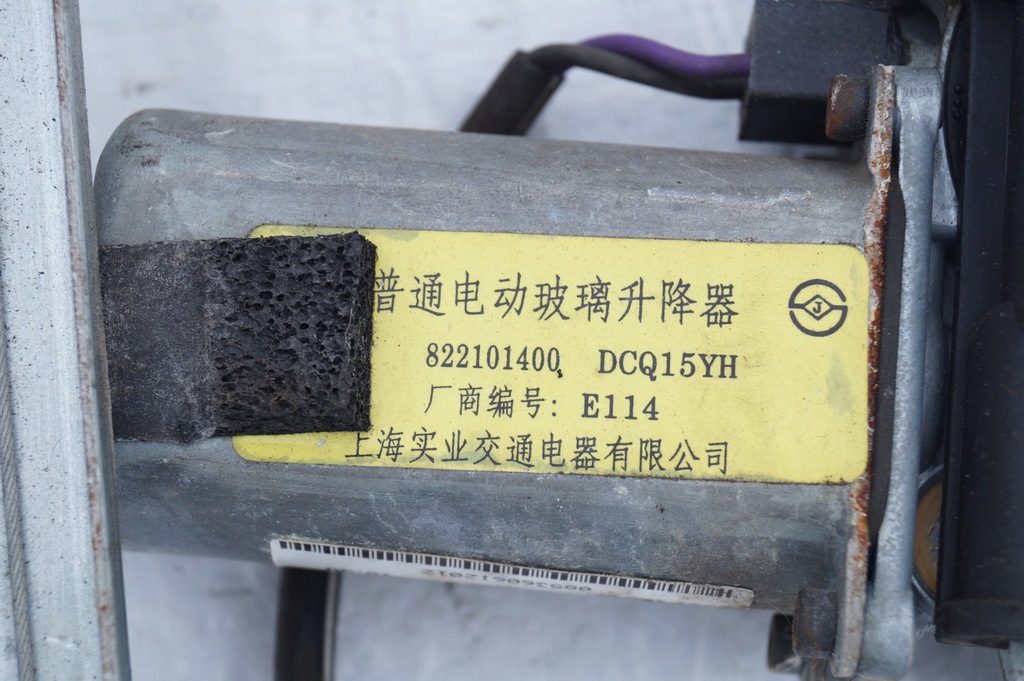 普通电动玻璃升降器
J
822101400 DCQ15YH
厂商编号: E114
上海实业交通电器有限公司